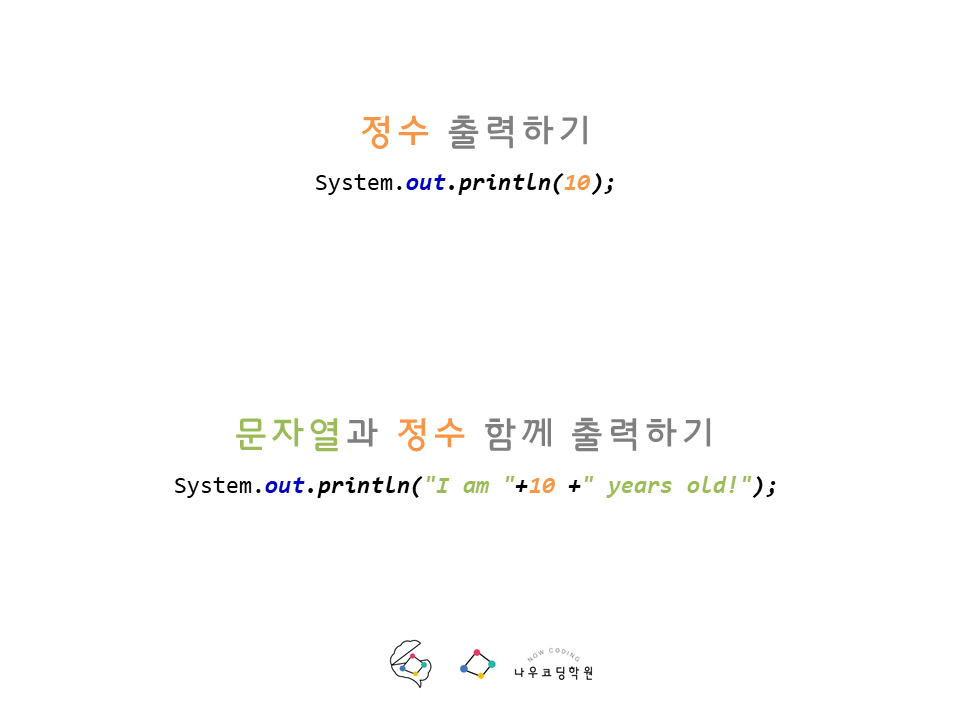 정수 출력하기
System.out.println(10);
문자열과 정수 함께 출력하기
System.out.println("I am "+10 +" years old!");
NOW CODING
나우코딩학원